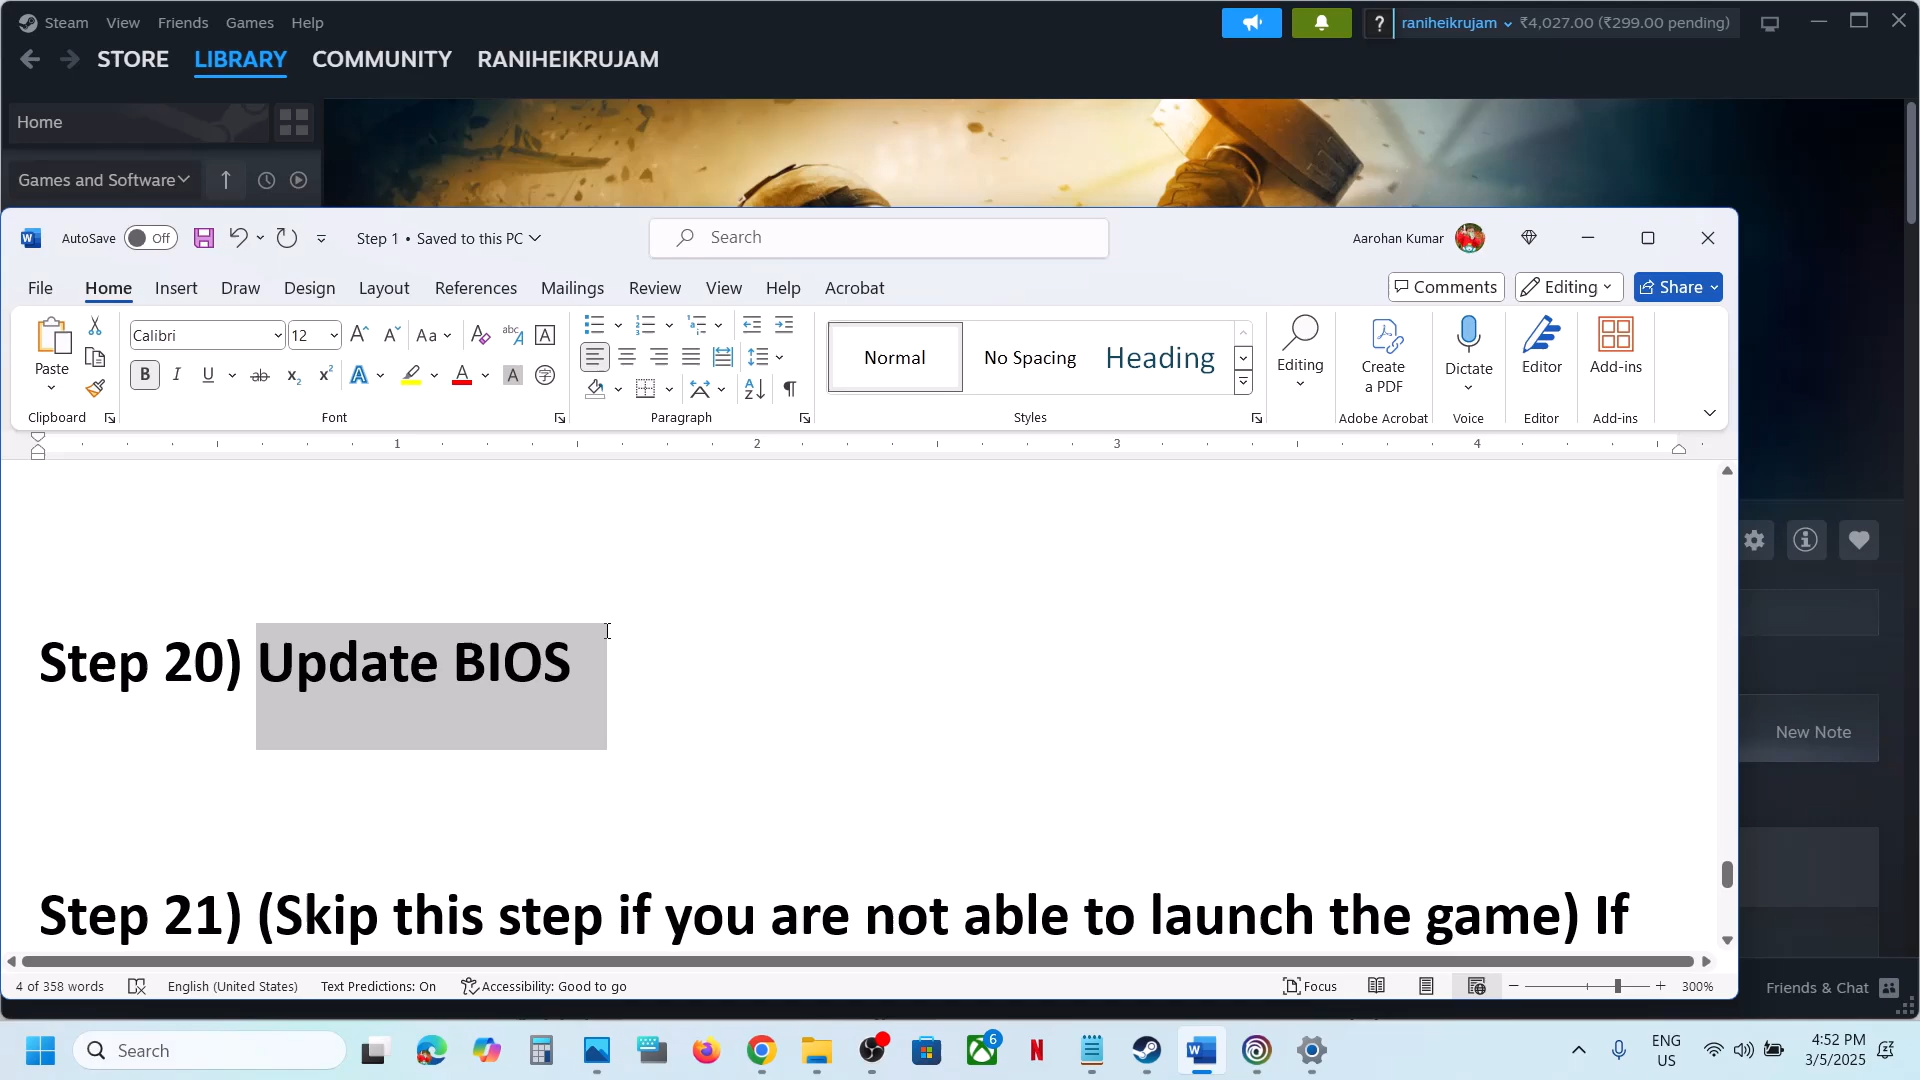 Steam View Friends Games Help
raniheikrujam ₹4,027.00 (₹299.00 pending)
STORE LIBRARY COMMUNITY RANIHEIKRUJAM
Home
Games and Software
AutoSave Off Step 1 • Saved to this PC Search Aarohan Kumar
File Home Insert Draw Design Layout References Mailings Review View Help Acrobat Comments Editing Share
Paste Calibri 12 Normal No Spacing Heading Editing Create a PDF Dictate Editor Add-ins
Clipboard Font Paragraph Styles Adobe Acrobat Voice Editor Add-ins
1 2 3 4
Step 20) Update BIOS
New Note
Step 21) (Skip this step if you are not able to launch the game) If
4 of 358 words English (United States) Text Predictions: On Accessibility: Good to go Focus 300%
Friends & Chat
Search 6 ENG US 4:52 PM 3/5/2025